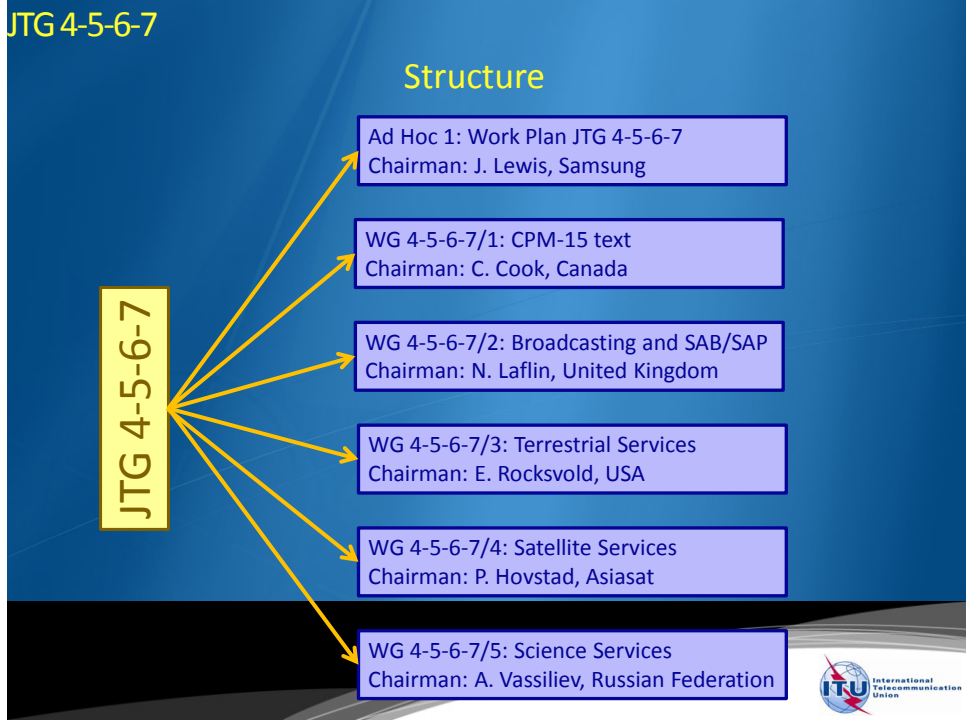 JTG 4-5-6-7
Structure
Ad Hoc 1: Work Plan JTG 4-5-6-7
Chairman: J. Lewis, Samsung
WG 4-5-6-7/1: CPM-15 text
Chairman: C. Cook, Canada
JTG 4-5-6-7
WG 4-5-6-7/2: Broadcasting and SAB/SAP
Chairman: N. Laflin, United Kingdom
WG 4-5-6-7/3: Terrestrial Services
Chairman: E. Rocksvold, USA
WG 4-5-6-7/4: Satellite Services
Chairman: P. Hovstad, Asiasat
WG 4-5-6-7/5: Science Services
Chairman: A. Vassiliev, Russian Federation
ITU
International
Telecommunication
Union